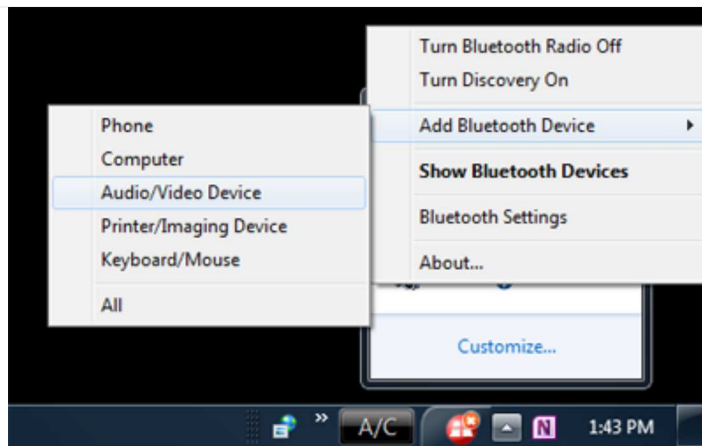 Turn Bluetooth Radio Off
Turn Discovery On
Add Bluetooth Device
Show Bluetooth Devices
Bluetooth Settings
About...
Phone
Computer
Audio/Video Device
Printer/Imaging Device
Keyboard/Mouse
All
Customize...
» A/C N 1:43 PM